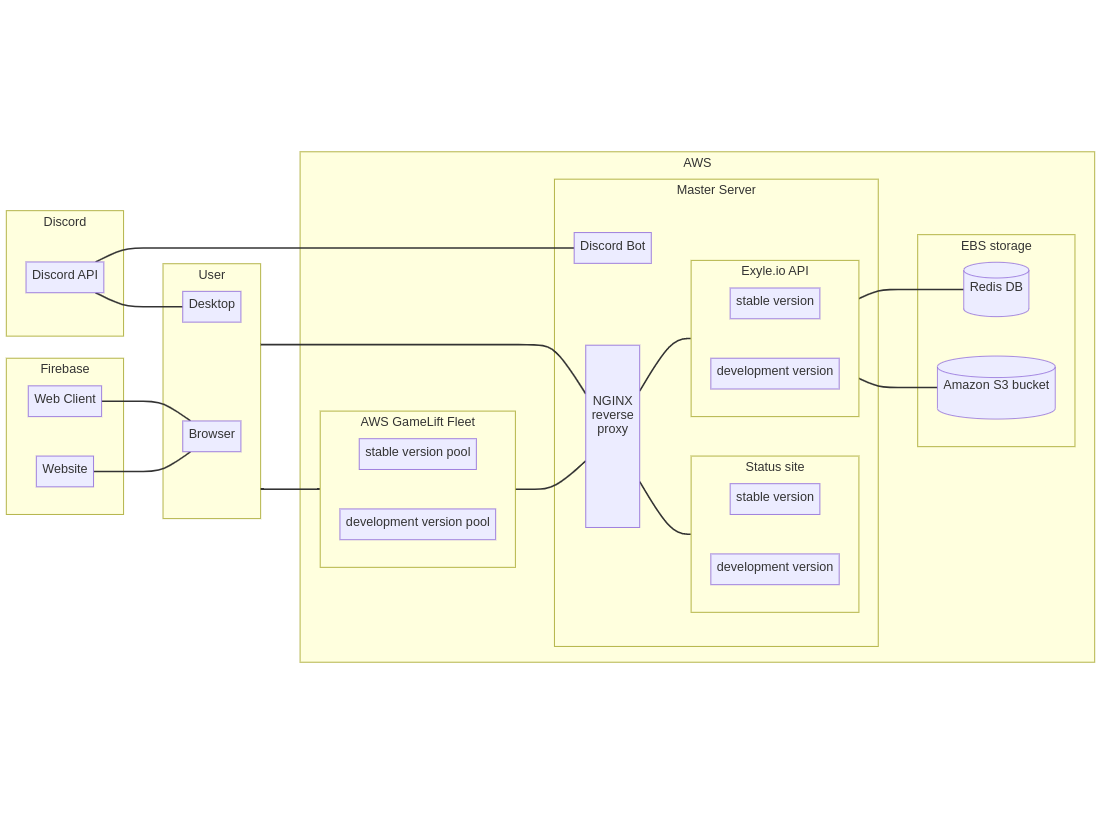 AWS
Master Server
Discord
Discord API
User
Desktop
Discord Bot
Exyle.io API
stable version
development version
EBS storage
Redis DB
Amazon S3 bucket
Firebase
Web Client
Website
Browser
AWS GameLift Fleet
stable version pool
development version pool
NGINX
reverse
proxy
Status site
stable version
development version